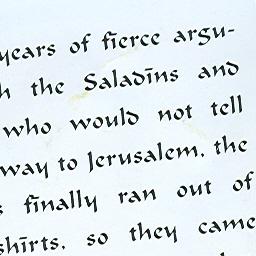 years of fierce argu-
h the Saladins and
who would not tell
way to Jerusalem, the
s finally ran out of
shirts, so they came